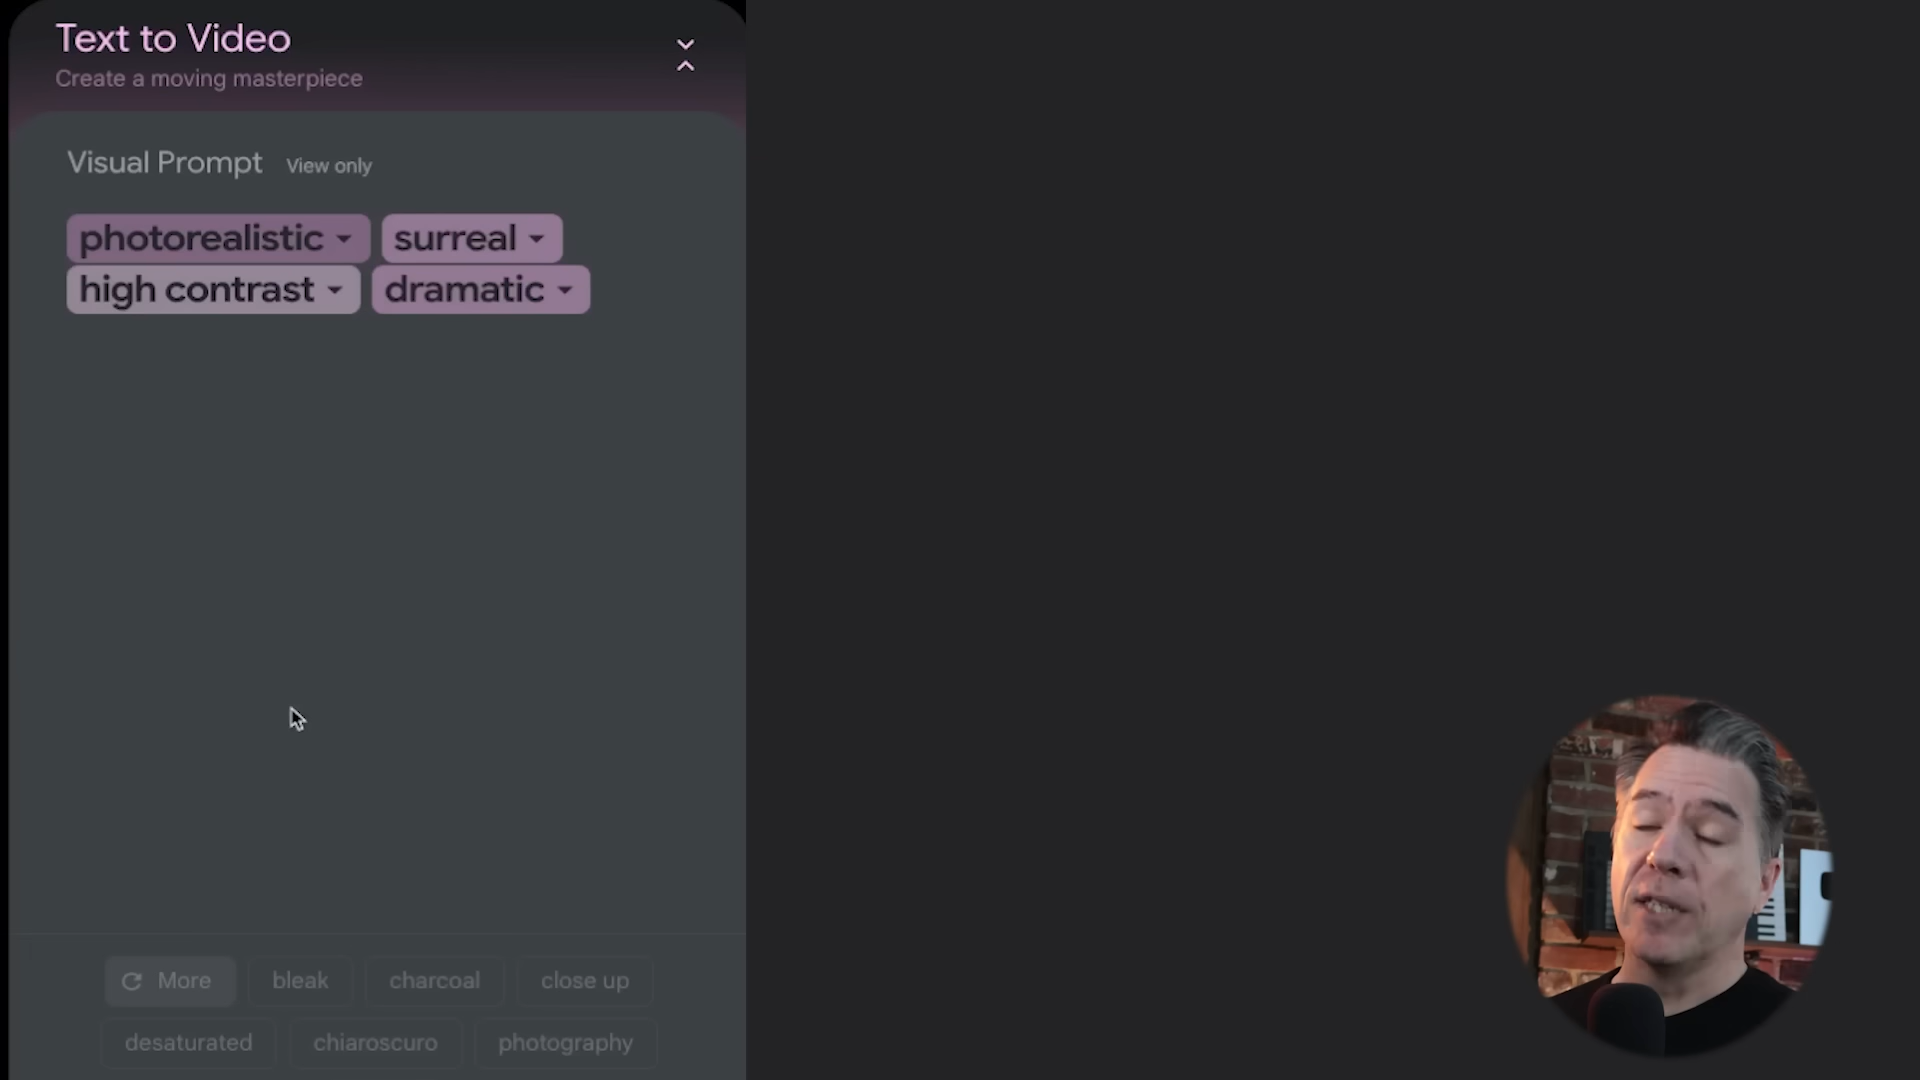 Text to Video
Create a moving masterpiece
Visual Prompt View only
photorealistic surreal
high contrast dramatic
More bleak charcoal close up
desaturated chiaroscuro photography